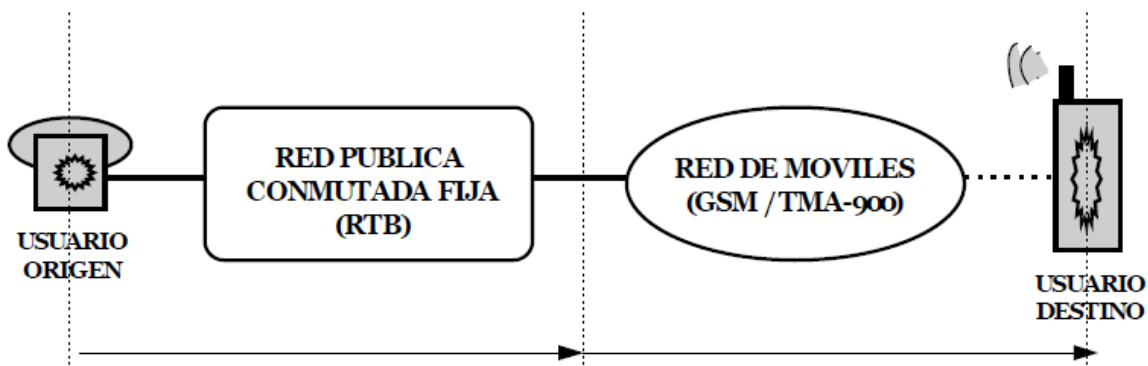 USUARIO
ORIGEN
RED PUBLICA
CONMUTADA FIJA
(RTB)
RED DE MOVILES
(GSM / TMA-900)
USUARIO
DESTINO